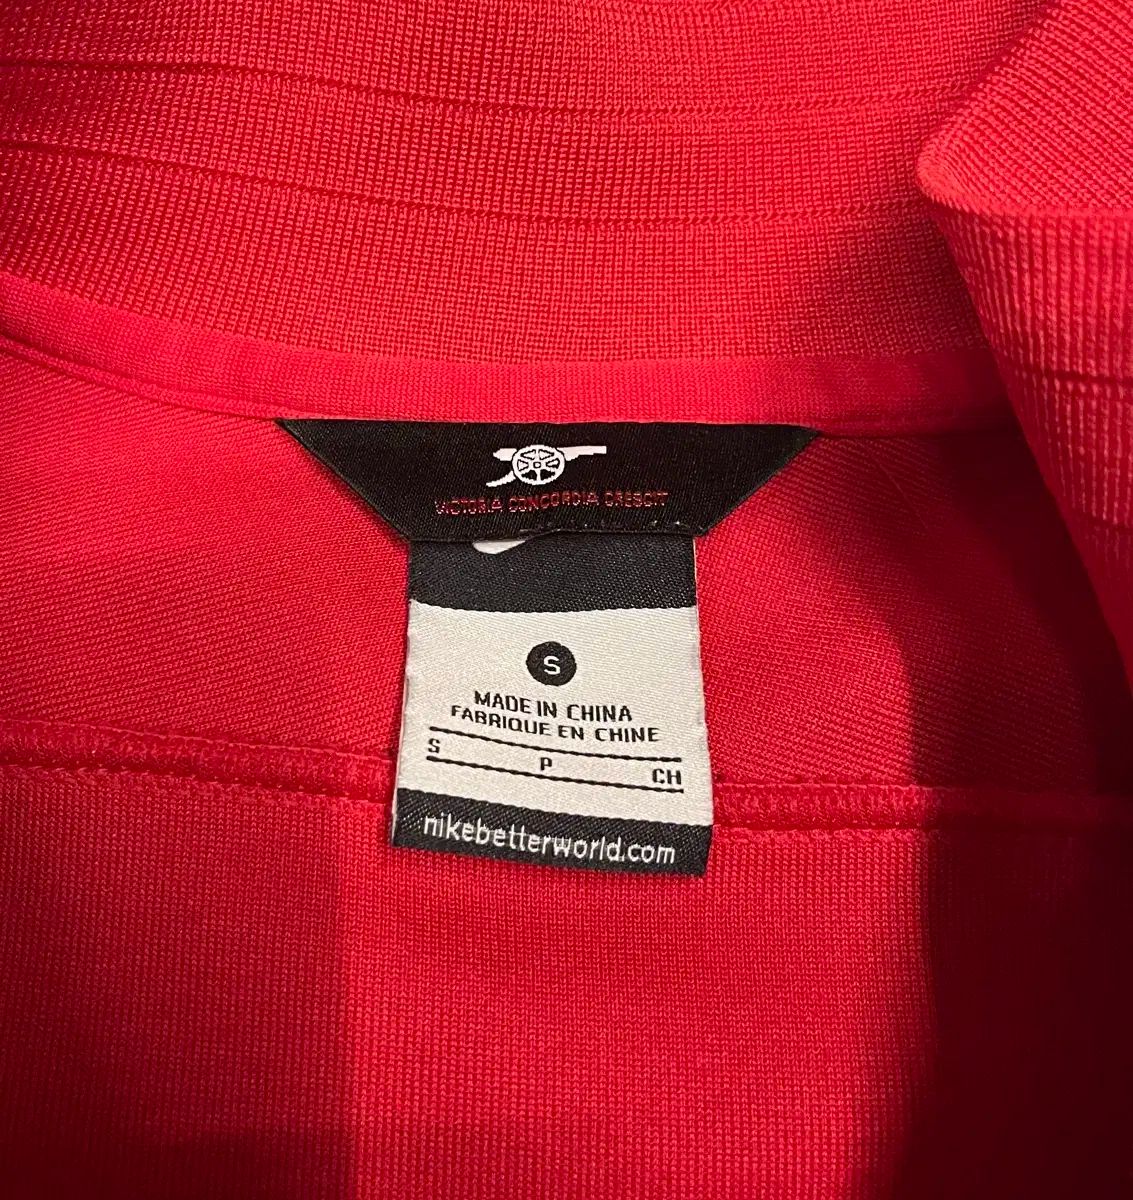 VICTORIA CONCORDIA CRESCIT
S
MADE IN CHINA
FABRIQUE EN CHINE
S P CH
nikebetterworld.com